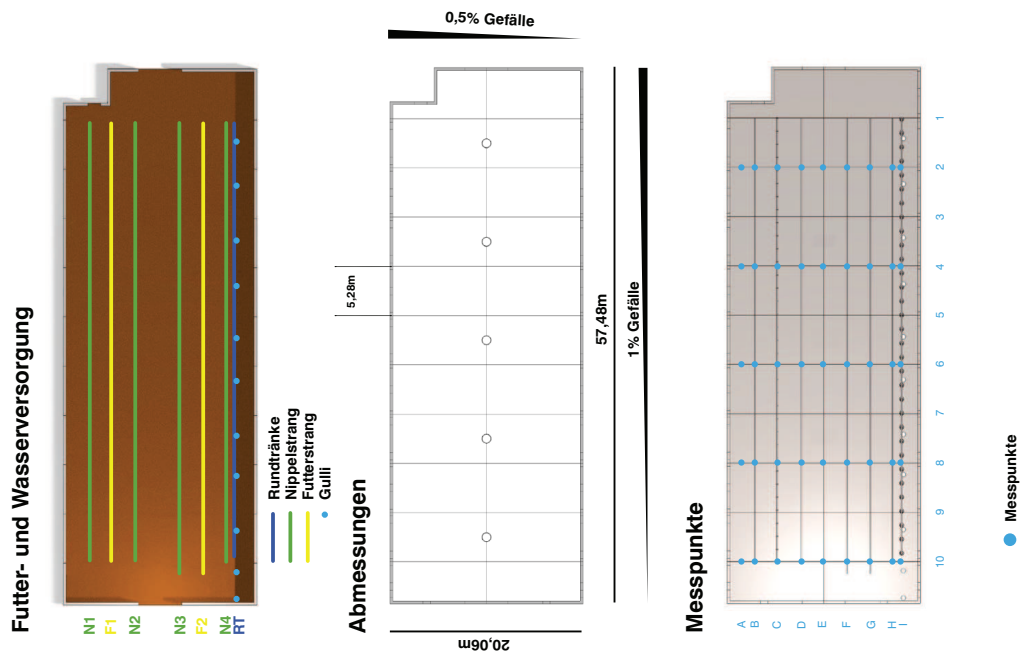 Futter- und Wasserversorgung
N1
F1
N2
N3
F2
N4
RT
Rundtränke
Nippelstrang
Futterstrang
Gulli
Abmessungen
0,5% Gefälle
5,28m
57,48m
1% Gefälle
20,06m
Messpunkte
1
2
3
4
5
6
7
8
9
10
A
B
C
D
E
F
G
H
I
Messpunkte